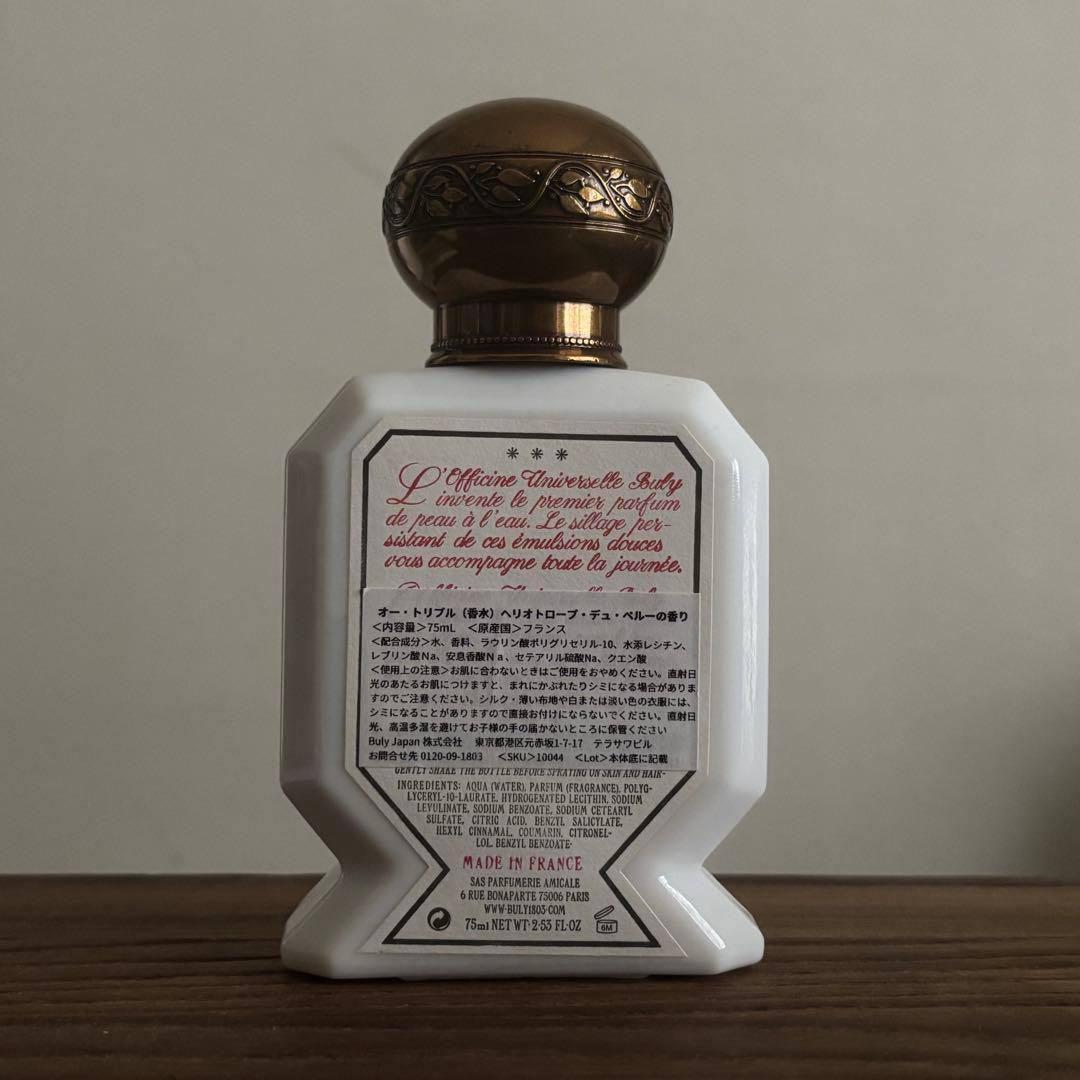 ***
L'Officine Universelle Buly
invente le premier parfum
de peau à l'eau. Le sillage per-
sistant de ces émulsions douces
vous accompagne toute la journée.
オー・トリプル（香水）ヘリオトロープ・デュ・ペルーの香り
＜内容量＞75mL　＜原産国＞フランス
＜配合成分＞水、香料、ラウリン酸ポリグリセリル-10、水添レシチン、
レブリン酸Na、安息香酸Na、セテアリル硫酸Na、クエン酸
＜使用上の注意＞お肌に合わないときはご使用をおやめください。直射日
光のあたるお肌につけますと、まれにかぶれたりシミになる場合がありま
すのでご注意ください。シルク・薄い布地や白または淡い色の衣服には、
シミになることがありますので直接お付けにならないでください。直射日
光、高温多湿を避けてお子様の手の届かないところに保管ください
Buly Japan 株式会社　東京都港区元赤坂1-7-17　テラサワビル
お問合せ先 0120-09-1803　＜SKU＞10044　＜Lot＞本体底に記載
GENTLY SHAKE THE BOTTLE BEFORE SPRAYING ON SKIN AND HAIR·
INGREDIENTS: AQUA (WATER), PARFUM (FRAGRANCE), POLYG-
LYCERYL-10-LAURATE, HYDROGENATED LECITHIN, SODIUM
LEVULINATE, SODIUM BENZOATE, SODIUM CETEARYL
SULFATE, CITRIC ACID, BENZYL SALICYLATE,
HEXYL CINNAMAL, COUMARIN, CITRONEL-
LOL, BENZYL BENZOATE·
MADE IN FRANCE
SAS PARFUMERIE AMICALE
6 RUE BONAPARTE 75006 PARIS
WWW·BULY1803·COM
75ml NET WT· 2·53 FL·OZ
6M